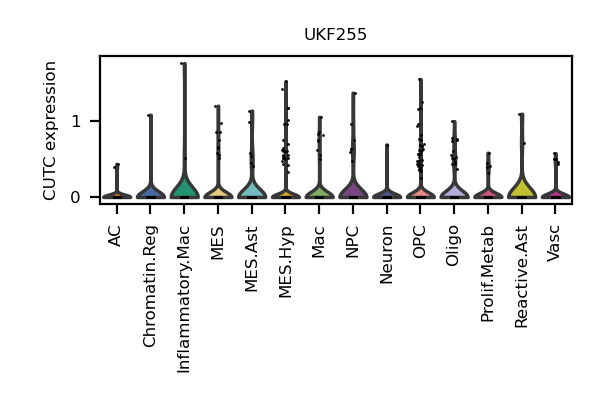 UKF255
CUTC expression
1
0
AC
Chromatin.Reg
Inflammatory.Mac
MES
MES.Ast
MES.Hyp
Mac
NPC
Neuron
OPC
Oligo
Prolif.Metab
Reactive.Ast
Vasc